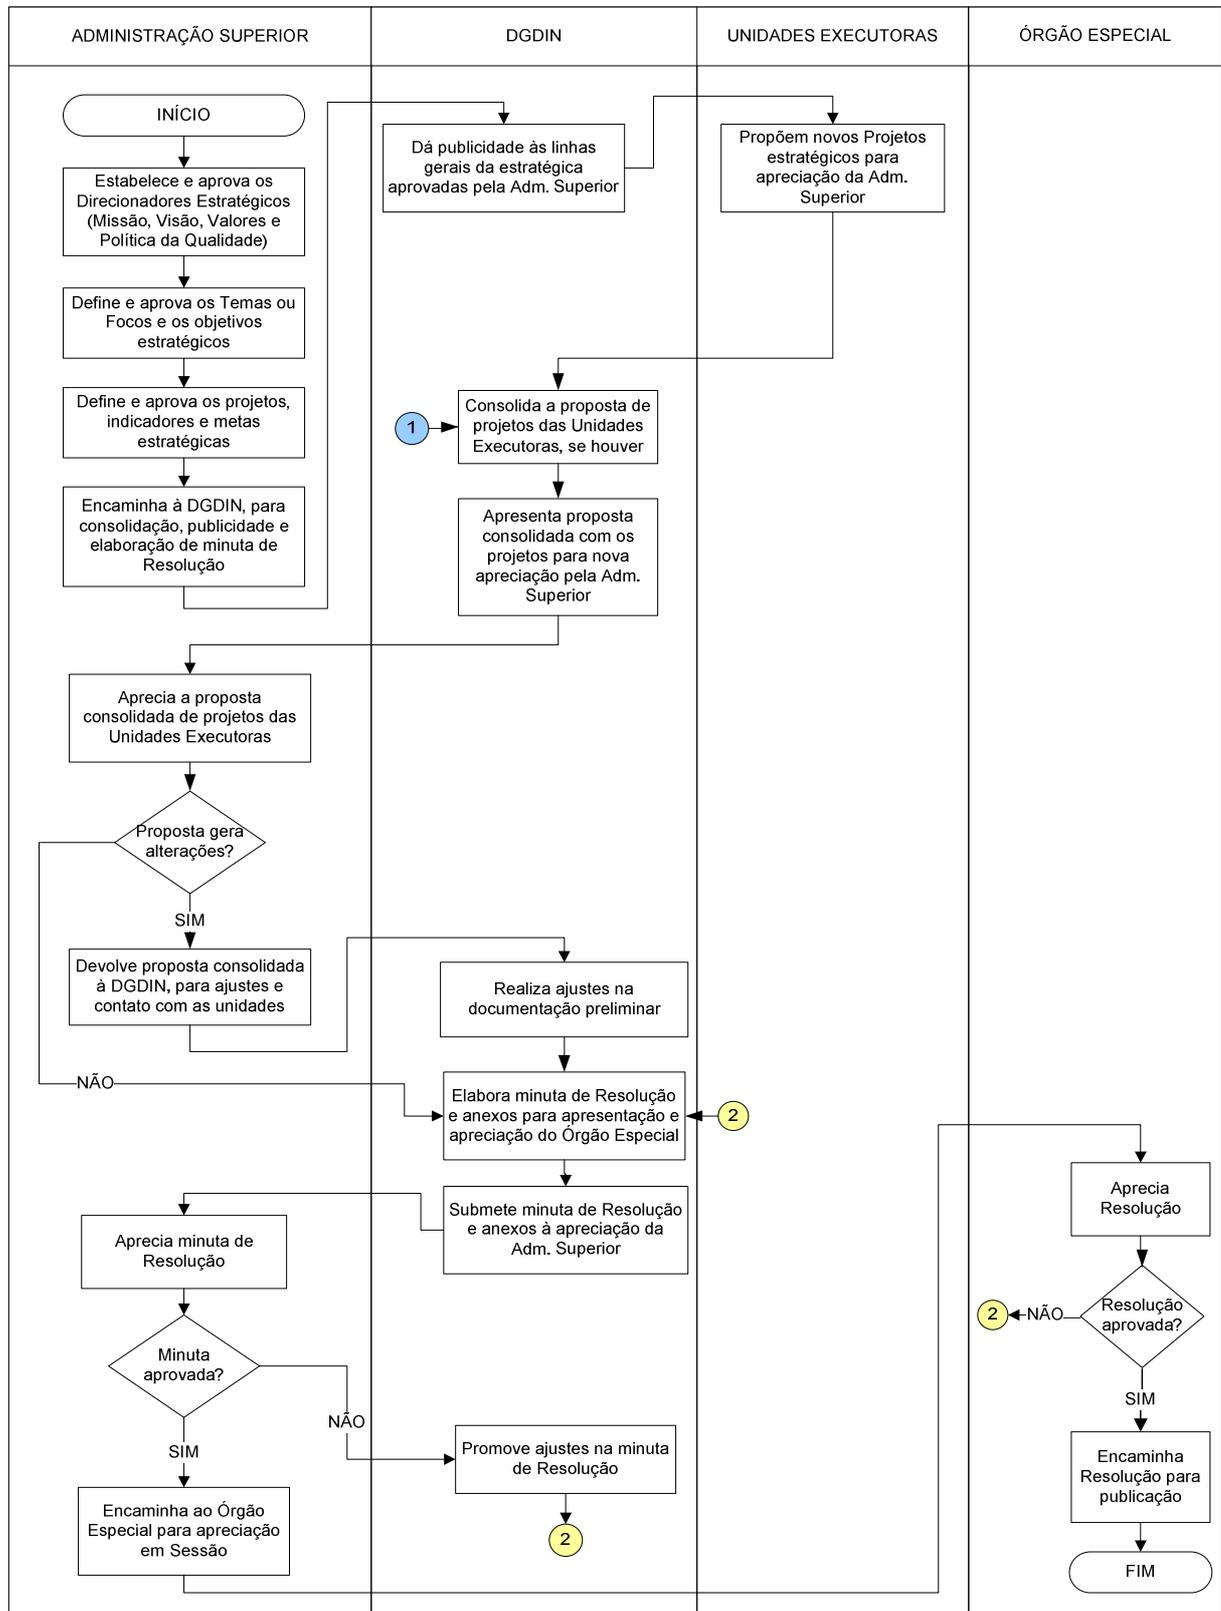 ADMINISTRAÇÃO SUPERIOR
DGDIN
UNIDADES EXECUTORAS
ÓRGÃO ESPECIAL
INÍCIO
Estabelece e aprova os
Direcionadores Estratégicos
(Missão, Visão, Valores e
Política da Qualidade)
Define e aprova os Temas ou
Focos e os objetivos
estratégicos
Define e aprova os projetos,
indicadores e metas
estratégicas
Encaminha à DGDIN, para
consolidação, publicidade e
elaboração de minuta de
Resolução
Dá publicidade às linhas
gerais da estratégica
aprovadas pela Adm. Superior
Propõem novos Projetos
estratégicos para
apreciação da Adm.
Superior
1
Consolida a proposta de
projetos das Unidades
Executoras, se houver
Apresenta proposta
consolidada com os
projetos para nova
apreciação pela Adm.
Superior
Aprecia a proposta
consolidada de projetos das
Unidades Executoras
Proposta gera
alterações?
SIM
NÃO
Devolve proposta consolidada
à DGDIN, para ajustes e
contato com as unidades
Realiza ajustes na
documentação preliminar
Elabora minuta de Resolução
e anexos para apresentação e
apreciação do Órgão Especial
2
Submete minuta de Resolução
e anexos à apreciação da
Adm. Superior
Aprecia minuta de
Resolução
Minuta
aprovada?
NÃO
SIM
Promove ajustes na minuta
de Resolução
2
Encaminha ao Órgão
Especial para apreciação
em Sessão
Aprecia
Resolução
Resolução
aprovada?
NÃO
2
SIM
Encaminha
Resolução para
publicação
FIM